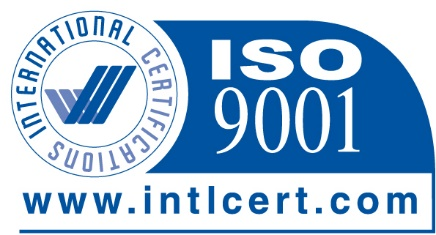 INTERNATIONAL CERTIFICATIONS
ISO
9001
www.intlcert.com